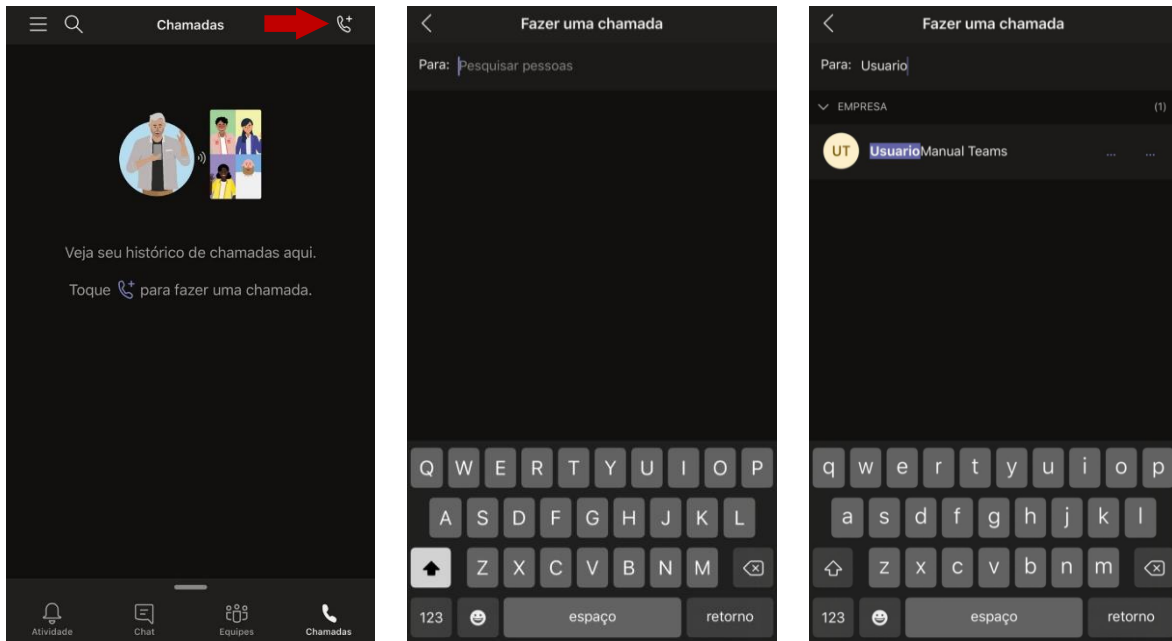 Chamadas
Veja seu histórico de chamadas aqui.
Toque para fazer uma chamada.
Atividade
Chat
Equipes
Chamadas
Fazer uma chamada
Para: Pesquisar pessoas
Q W E R T Y U I O P
A S D F G H J K L
Z X C V B N M
123
espaço
retorno
Fazer uma chamada
Para: Usuario
EMPRESA (1)
UT UsuarioManual Teams ... ...
q w e r t y u i o p
a s d f g h j k l
z x c v b n m
123
espaço
retorno